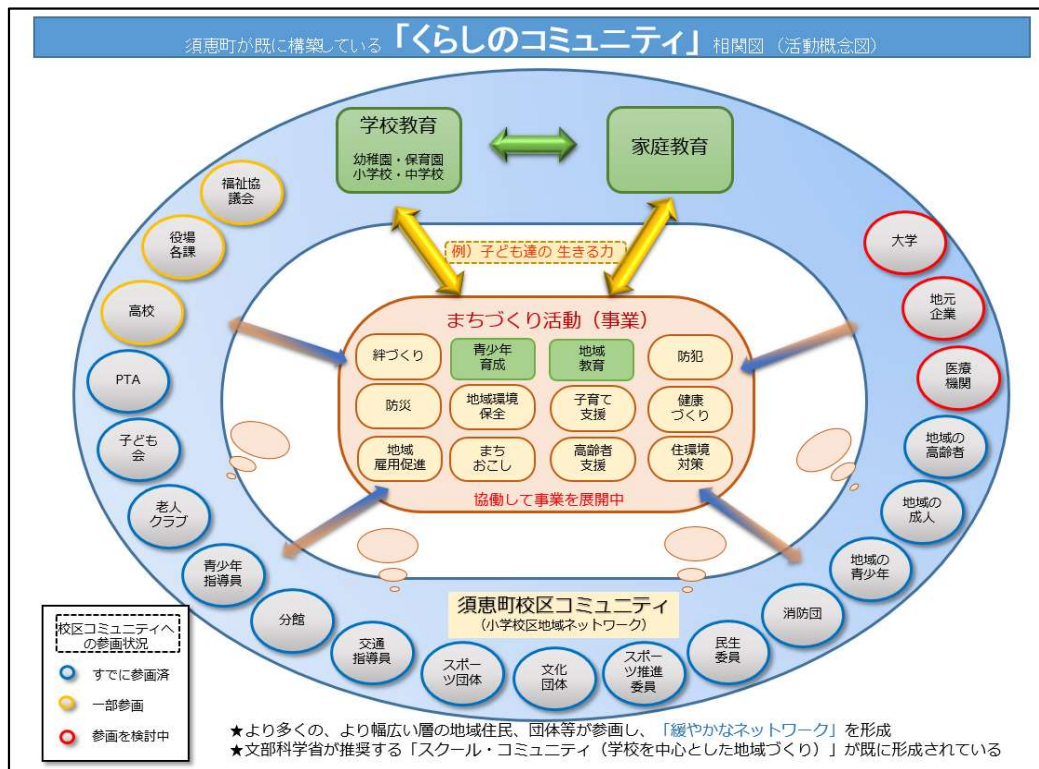 須恵町が既に構築している「くらしのコミュニティ」相関図（活動概念図）
学校教育
幼稚園・保育園
小学校・中学校
家庭教育
例）子ども達の 生きる力
福祉協
議会
役場
各課
高校
PTA
子ども
会
老人
クラブ
青少年
指導員
分館
交通
指導員
スポー
ツ団体
文化
団体
スポー
ツ推進
委員
民生
委員
消防団
地域の
青少年
地域の
成人
地域の
高齢者
医療
機関
地元
企業
大学
まちづくり活動（事業）
絆づくり
青少年
育成
地域
教育
防犯
防災
地域環境
保全
子育て
支援
健康
づくり
地域
雇用促進
まち
おこし
高齢者
支援
住環境
対策
協働して事業を展開中
須恵町校区コミュニティ
（小学校区地域ネットワーク）
校区コミュニティへ
の参画状況
すでに参画済
一部参画
参画を検討中
★より多くの、より幅広い層の地域住民、団体等が参画し、「緩やかなネットワーク」を形成
★文部科学省が推奨する「スクール・コミュニティ（学校を中心とした地域づくり）」が既に形成されている